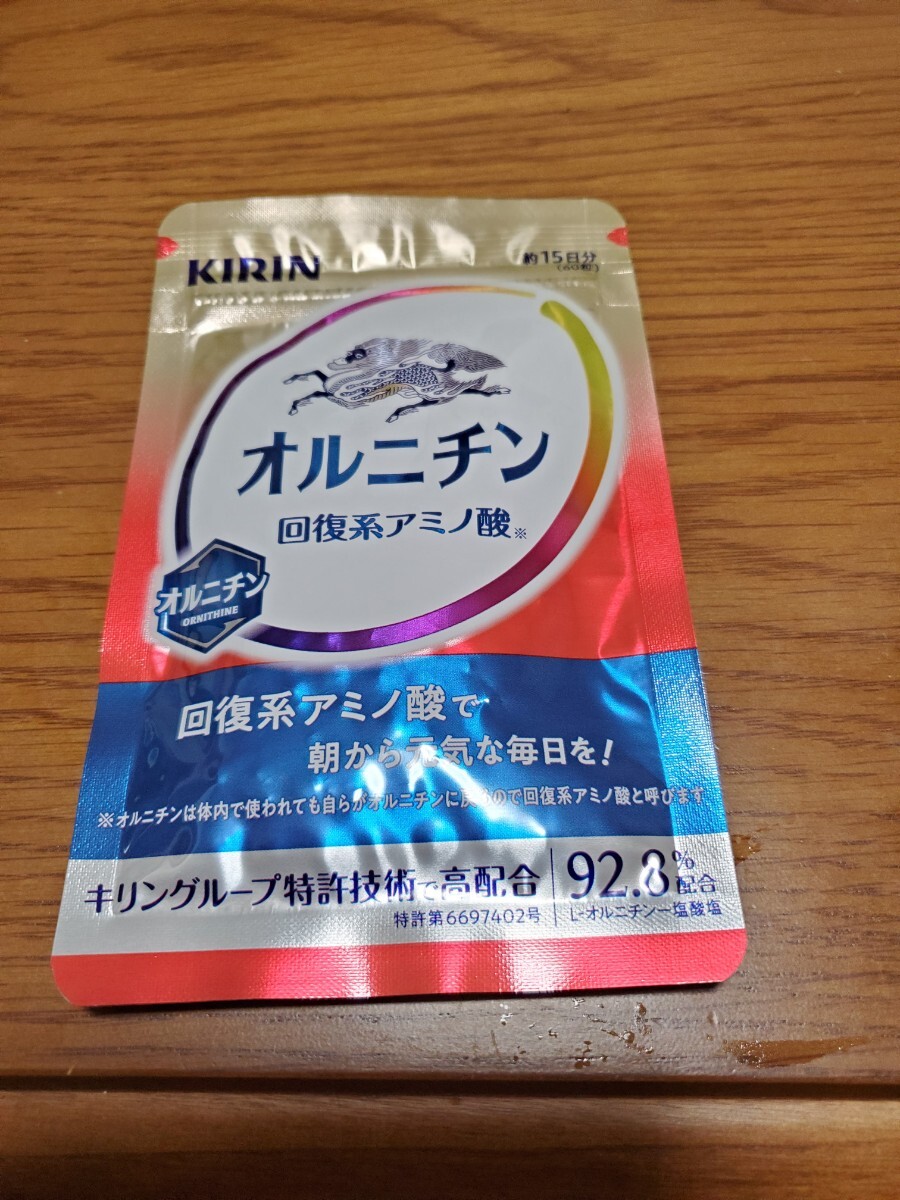 KIRIN
約15日分
(60粒)
オルニチン
回復系アミノ酸※
オルニチン
ORNITHINE
回復系アミノ酸で
朝から元気な毎日を!
※オルニチンは体内で使われても自らがオルニチンに戻るので回復系アミノ酸と呼びます
キリングループ特許技術で高配合
特許第6697402号
92.8%配合
L-オルニチン一塩酸塩